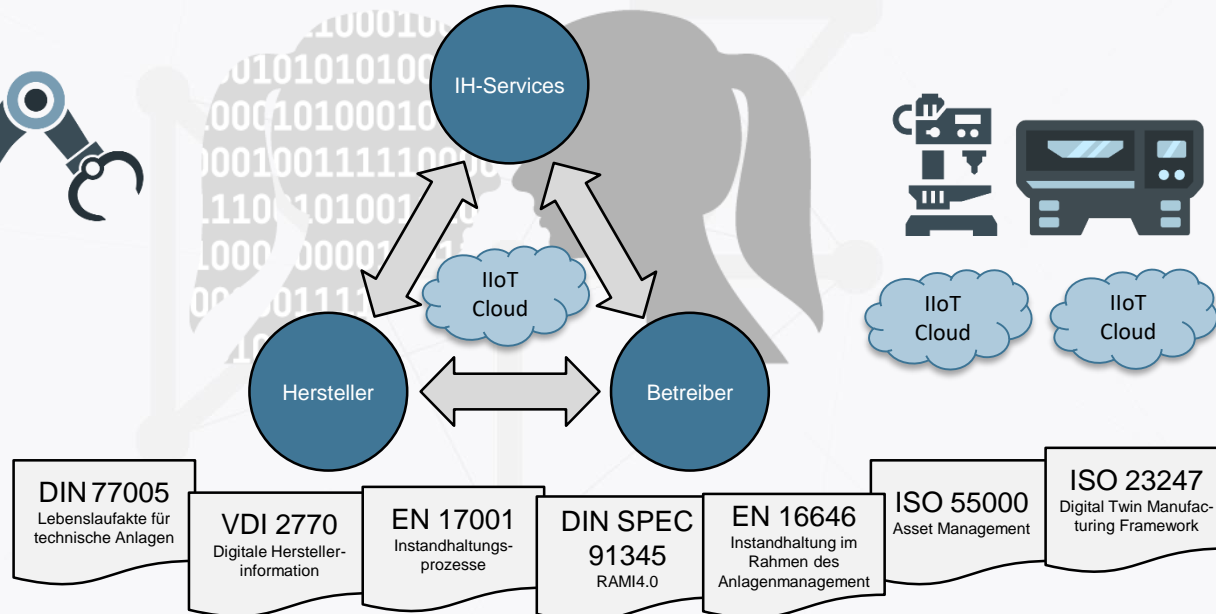 IH-Services
IIoT
Cloud
Hersteller
Betreiber
IIoT
Cloud
IIoT
Cloud
DIN 77005
Lebenslaufakte für
technische Anlagen
VDI 2770
Digitale Hersteller-
information
EN 17001
Instandhaltungs-
prozesse
DIN SPEC
91345
RAMI4.0
EN 16646
Instandhaltung im
Rahmen des
Anlagenmanagement
ISO 55000
Asset Management
ISO 23247
Digital Twin Manufac-
turing Framework